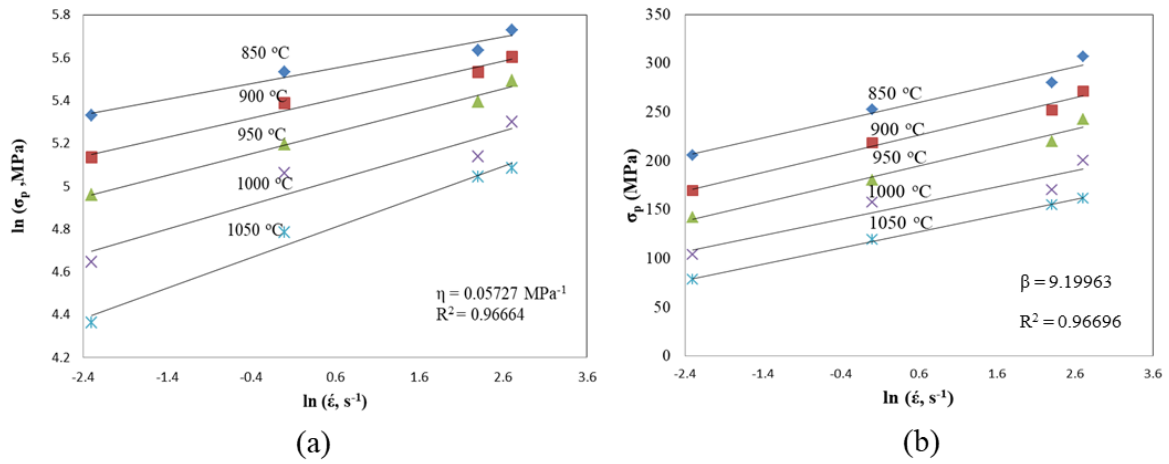 5.8
5.6
5.4
5.2
5
4.8
4.6
4.4
4.2
ln (σp ,MPa)
850 °C
900 °C
950 °C
1000 °C
1050 °C
η = 0.05727 MPa-1
R2 = 0.96664
-2.4 -1.4 -0.4 0.6 1.6 2.6 3.6
ln (έ, s-1)
(a)
350
300
250
200
150
100
50
0
σp (MPa)
850 °C
900 °C
950 °C
1000 °C
1050 °C
β = 9.19963
R2 = 0.96696
-2.4 -1.4 -0.4 0.6 1.6 2.6 3.6
ln (έ, s-1)
(b)